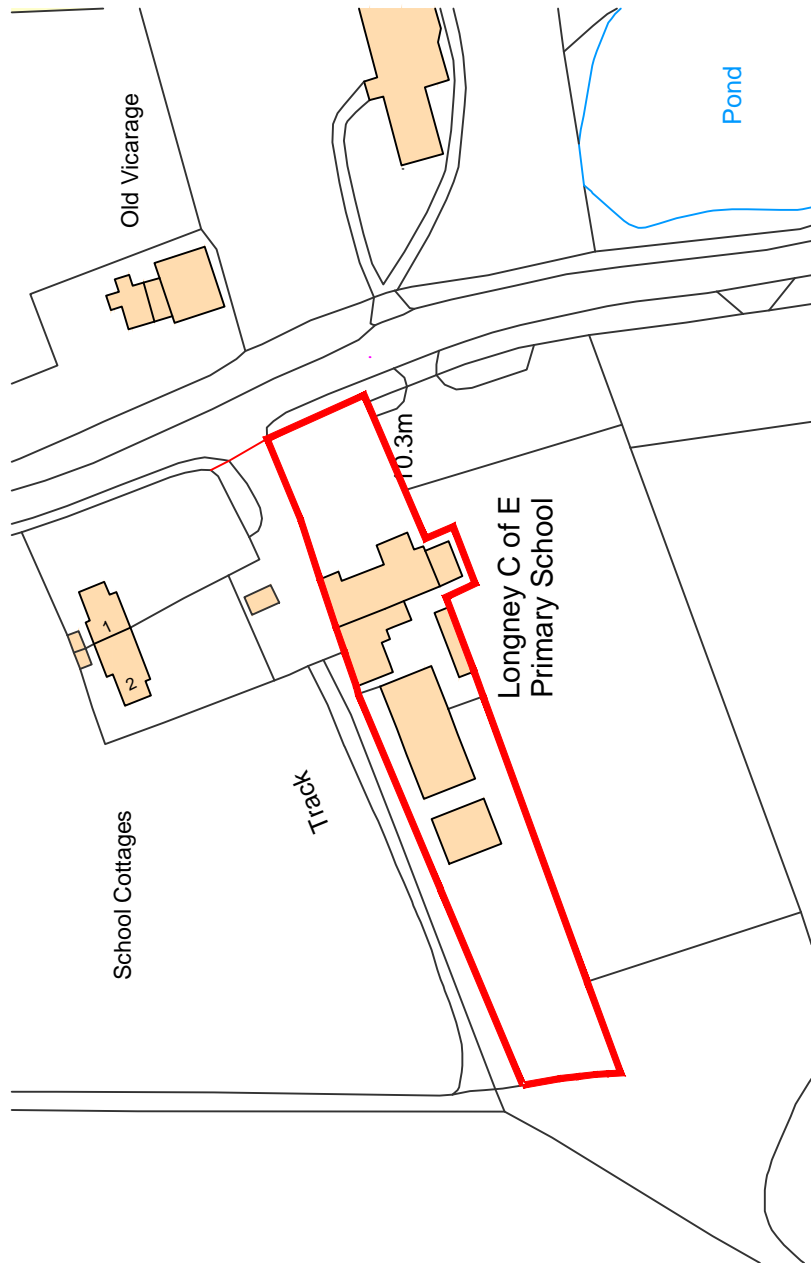 Old Vicarage
Pond
10.3m
Longney C of E
Primary School
1
2
Track
School Cottages